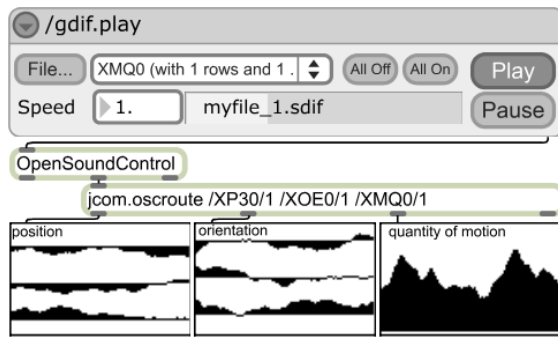 /gdif.play
File... XMQ0 (with 1 rows and 1 . All Off All On Play
Speed 1. myfile_1.sdif Pause
OpenSoundControl
jcom.oscroute /XP30/1 /XOE0/1 /XMQ0/1
position orientation quantity of motion